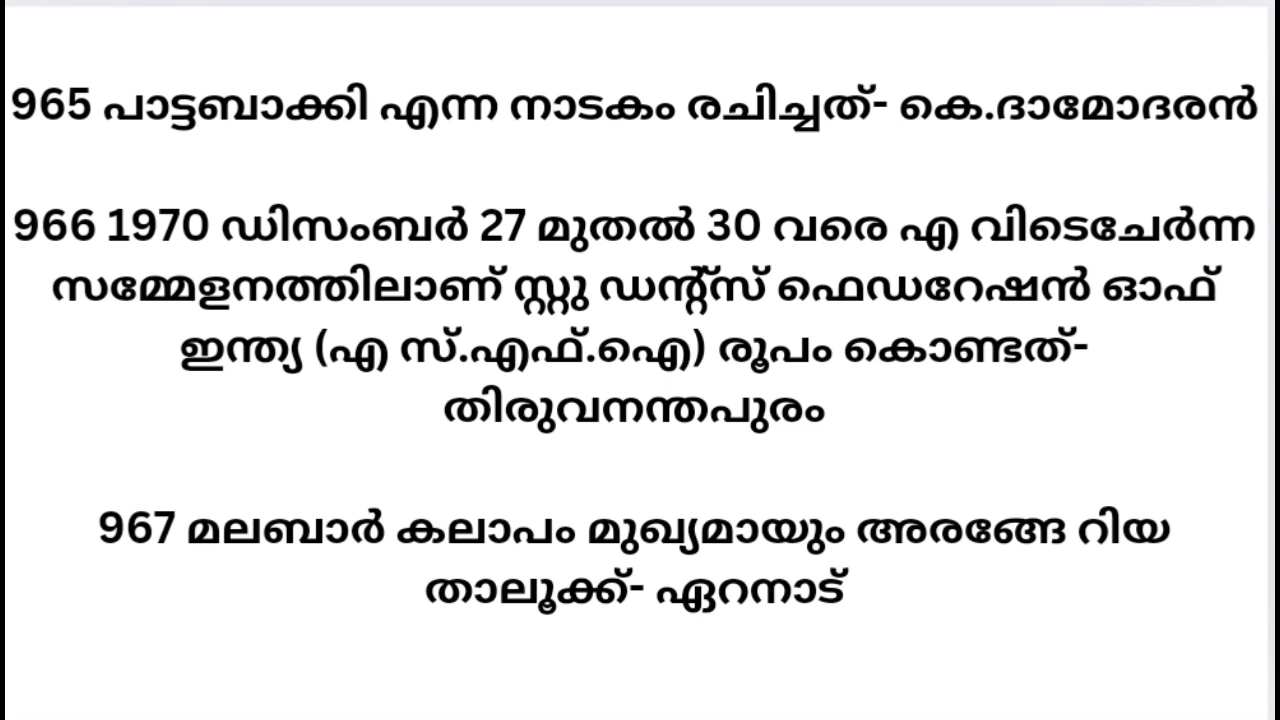 965 പാട്ടബാക്കി എന്ന നാടകം രചിച്ചത്- കെ.ദാമോദരൻ
966 1970 ഡിസംബർ 27 മുതൽ 30 വരെ എ വിടെചേർന്ന
സമ്മേളനത്തിലാണ് സ്റ്റു ഡന്റ്സ് ഫെഡറേഷൻ ഓഫ്
ഇന്ത്യ (എ സ്.എഫ്.ഐ) രൂപം കൊണ്ടത്-
തിരുവനന്തപുരം
967 മലബാർ കലാപം മുഖ്യമായും അരങ്ങേ റിയ
താലൂക്ക്- ഏറനാട്